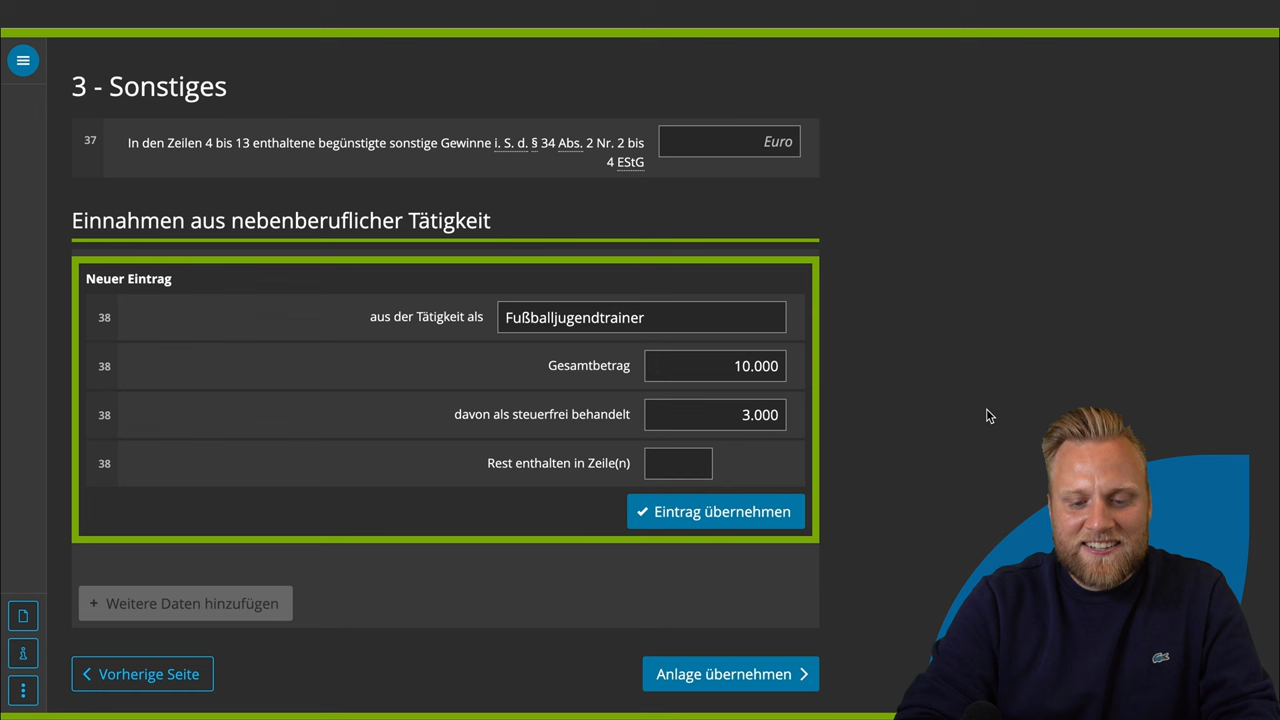 3 - Sonstiges
37
In den Zeilen 4 bis 13 enthaltene begünstigte sonstige Gewinne i. S. d. § 34 Abs. 2 Nr. 2 bis
4 EStG
Euro
Einnahmen aus nebenberuflicher Tätigkeit
Neuer Eintrag
38 aus der Tätigkeit als Fußballjugendtrainer
38 Gesamtbetrag 10.000
38 davon als steuerfrei behandelt 3.000
38 Rest enthalten in Zeile(n)
Eintrag übernehmen
+ Weitere Daten hinzufügen
Vorherige Seite
Anlage übernehmen